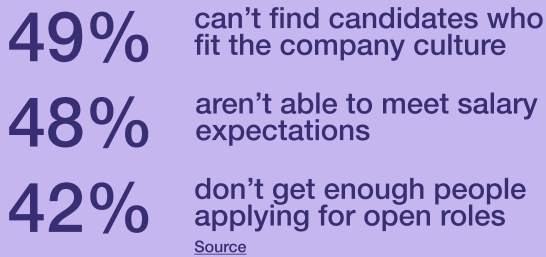 49%
can’t find candidates who
fit the company culture
48%
aren’t able to meet salary
expectations
42%
don’t get enough people
applying for open roles
Source